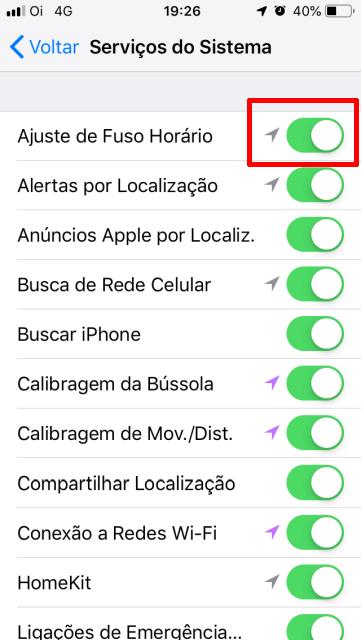 Oi 4G 19:26 40%
Voltar Serviços do Sistema
Ajuste de Fuso Horário
Alertas por Localização
Anúncios Apple por Localiz.
Busca de Rede Celular
Buscar iPhone
Calibragem da Bússola
Calibragem de Mov./Dist.
Compartilhar Localização
Conexão a Redes Wi-Fi
HomeKit
Ligações de Emergência...